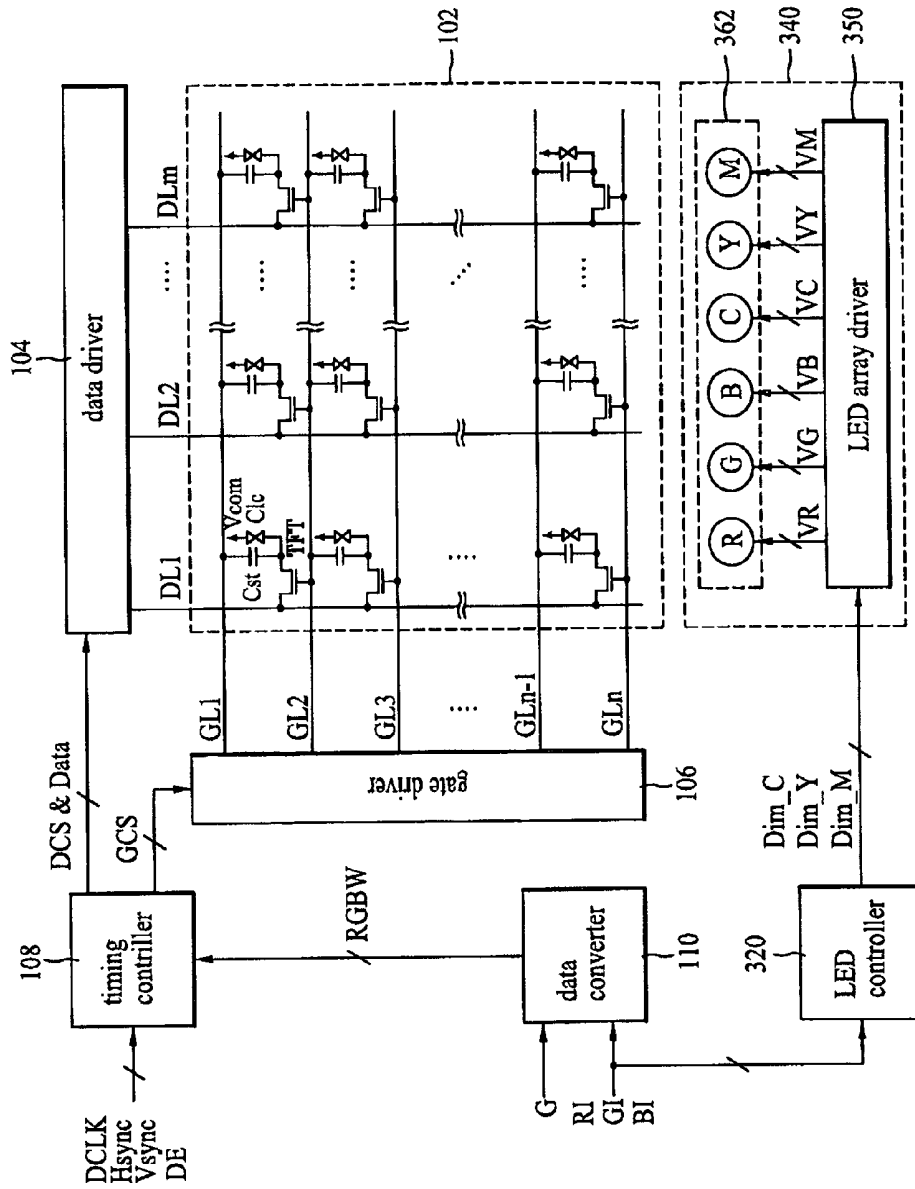 104
data driver
DCS & Data
108
timing
contriller
DCLK
Hsync
Vsync
DE
GCS
DL1
DL2
....
DLm
GL1
GL2
GL3
....
GLn-1
GLn
gate driver
106
Vcom
Clc
Cst
TFT
....
....
....
....
....
....
102
RGBW
data
converter
110
G
RI
GI
BI
320
LED
controller
Dim_C
Dim_Y
Dim_M
R
G
B
C
Y
M
362
VR
VG
VB
VC
VY
VM
340
LED array driver
350